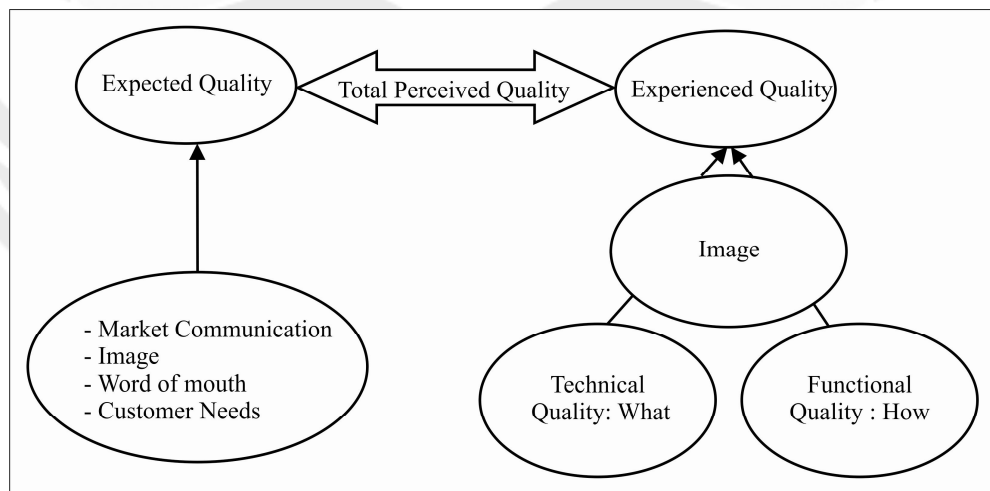 Expected Quality
Total Perceived Quality
Experienced Quality
Image
- Market Communication
- Image
- Word of mouth
- Customer Needs
Technical
Quality: What
Functional
Quality : How